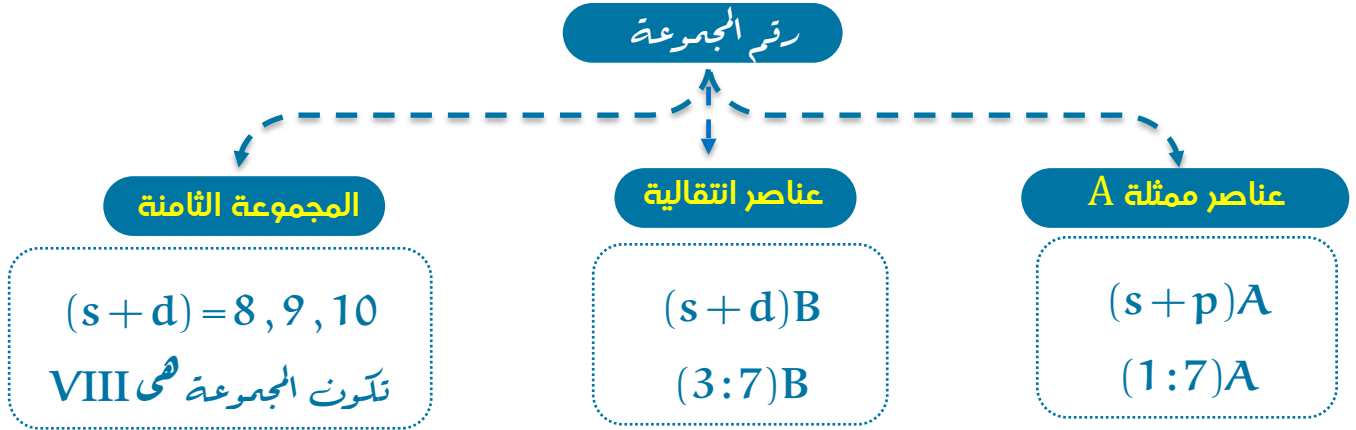 رقم المجموعة
عناصر ممثلة A
عناصر انتقالية
المجموعة الثامنة
(s+p)A
(1:7)A
(s+d)B
(3:7)B
(s+d)=8,9,10
تكون المجموعة هى VIII